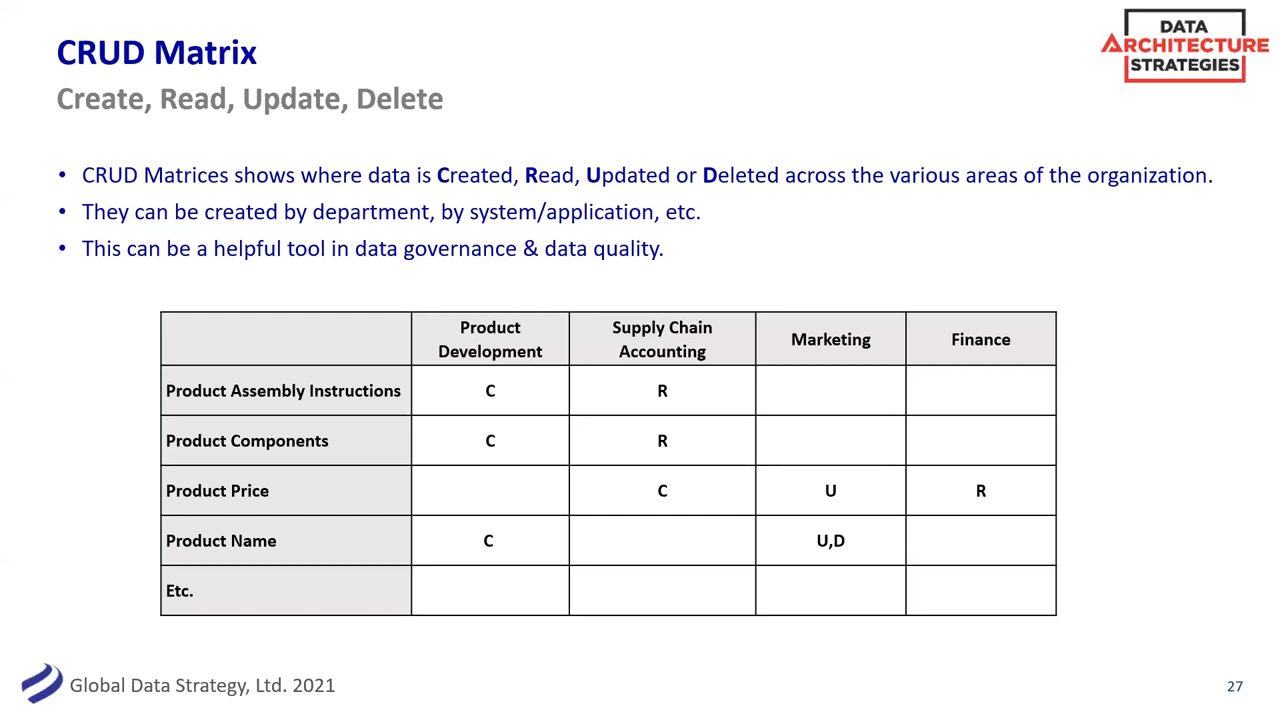 CRUD Matrix
Create, Read, Update, Delete
DATA
ARCHITECTURE
STRATEGIES
• CRUD Matrices shows where data is Created, Read, Updated or Deleted across the various areas of the organization.
• They can be created by department, by system/application, etc.
• This can be a helpful tool in data governance & data quality.
Product Development Supply Chain Accounting Marketing Finance
Product Assembly Instructions C R
Product Components C R
Product Price C U R
Product Name C U,D
Etc.
Global Data Strategy, Ltd. 2021
27